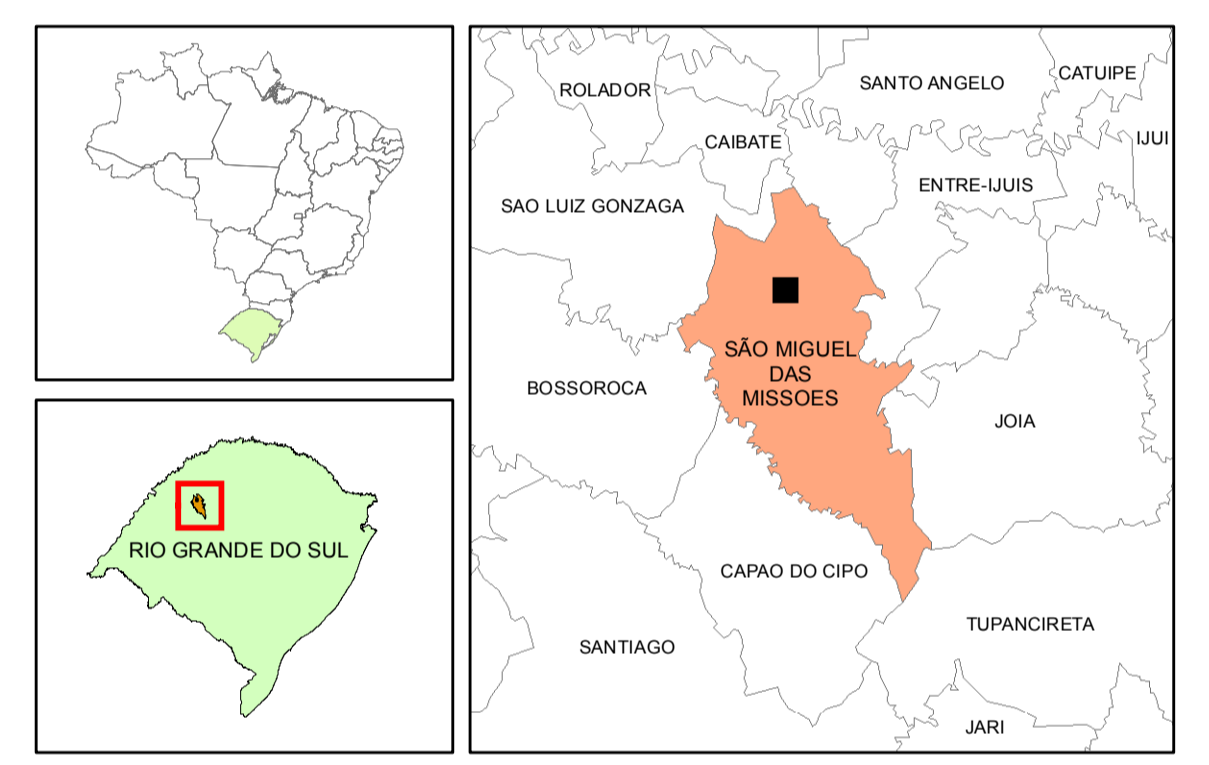 ROLADOR
SANTO ANGELO
CATUIPE
CAIBATE
IJUI
ENTRE-IJUIS
SAO LUIZ GONZAGA
SÃO MIGUEL
DAS
MISSOES
BOSSOROCA
JOIA
RIO GRANDE DO SUL
CAPAO DO CIPO
TUPANCIRETA
SANTIAGO
JARI